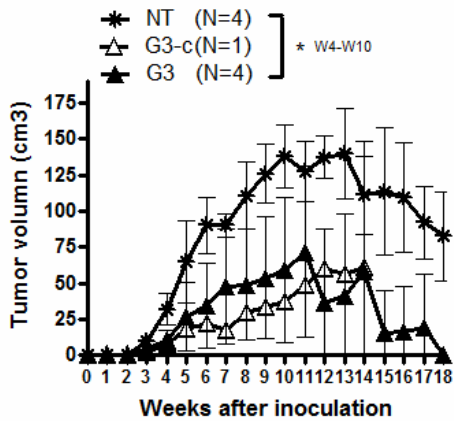 NT (N=4)
G3-c(N=1)
G3 (N=4)
* W4-W10
Tumor volumn (cm3)
175
150
125
100
75
50
25
0
0 1 2 3 4 5 6 7 8 9 10 11 12 13 14 15 16 17 18
Weeks after inoculation